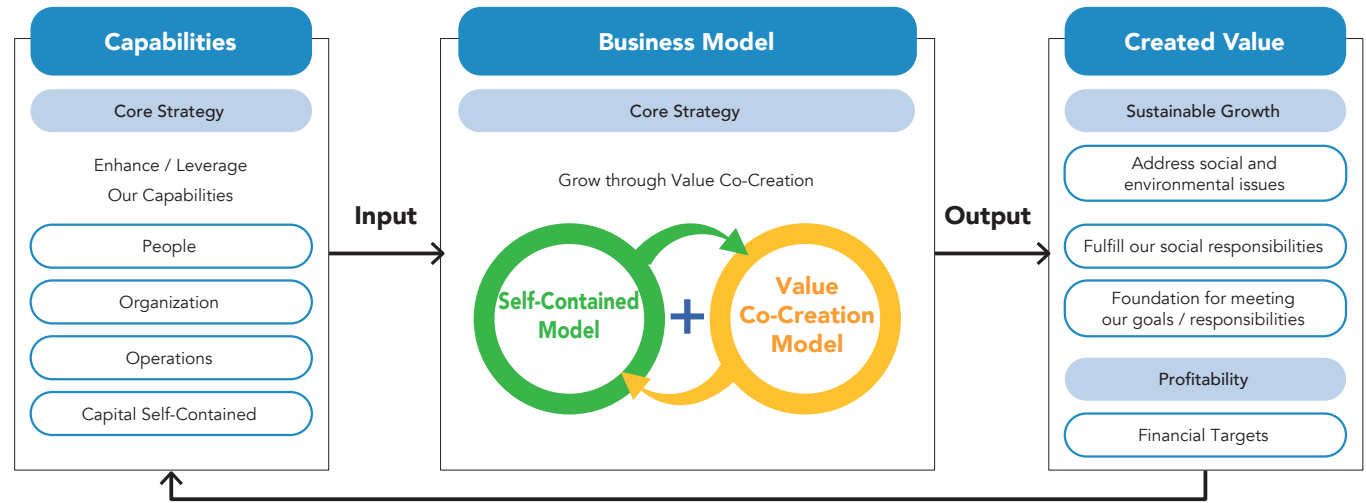 Capabilities
Core Strategy
Enhance / Leverage
Our Capabilities
People
Organization
Operations
Capital Self-Contained
Input
Business Model
Core Strategy
Grow through Value Co-Creation
Self-Contained
Model
+
Value
Co-Creation
Model
Output
Created Value
Sustainable Growth
Address social and
environmental issues
Fulfill our social responsibilities
Foundation for meeting
our goals / responsibilities
Profitability
Financial Targets